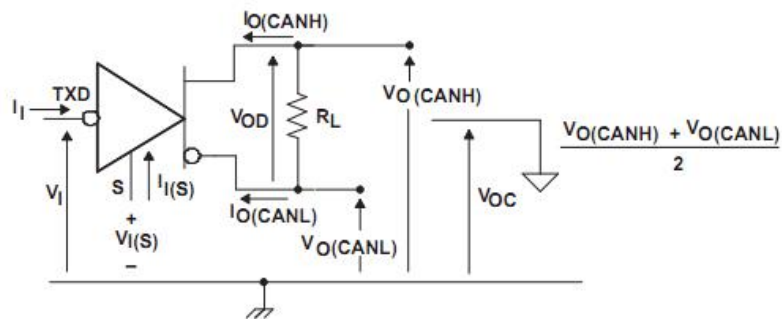 IO(CANH)
TXD
II
VO(CANH)
VOD
RL
VO(CANH) + VO(CANL)
2
VI
S
II(S)
IO(CANL)
VOC
+
VI(S)
–
VO(CANL)